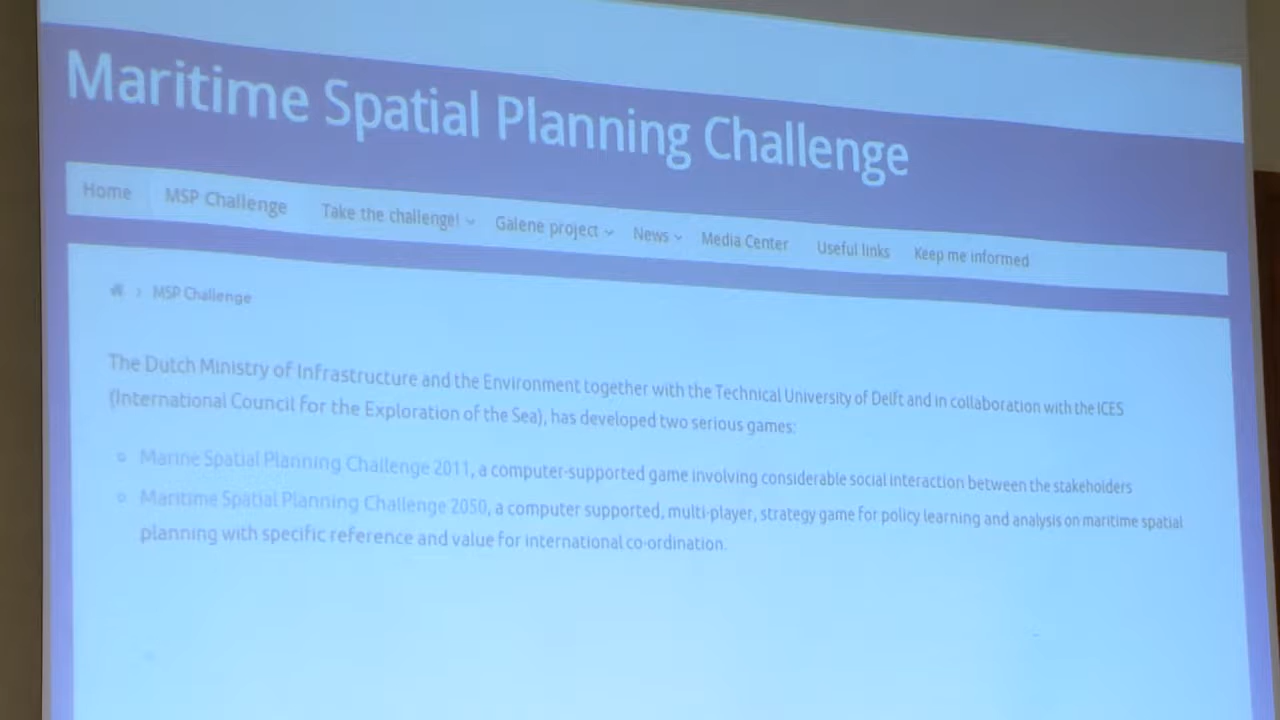 Maritime Spatial Planning Challenge
Home MSP Challenge Take the challenge! Galene project News Media Center Useful links Keep me informed
› MSP Challenge
The Dutch Ministry of Infrastructure and the Environment together with the Technical University of Delft and in collaboration with the ICES
(International Council for the Exploration of the Sea), has developed two serious games:
Marine Spatial Planning Challenge 2011, a computer-supported game involving considerable social interaction between the stakeholders
Maritime Spatial Planning Challenge 2050, a computer supported, multi-player, strategy game for policy learning and analysis on maritime spatial
planning with specific reference and value for international co-ordination.